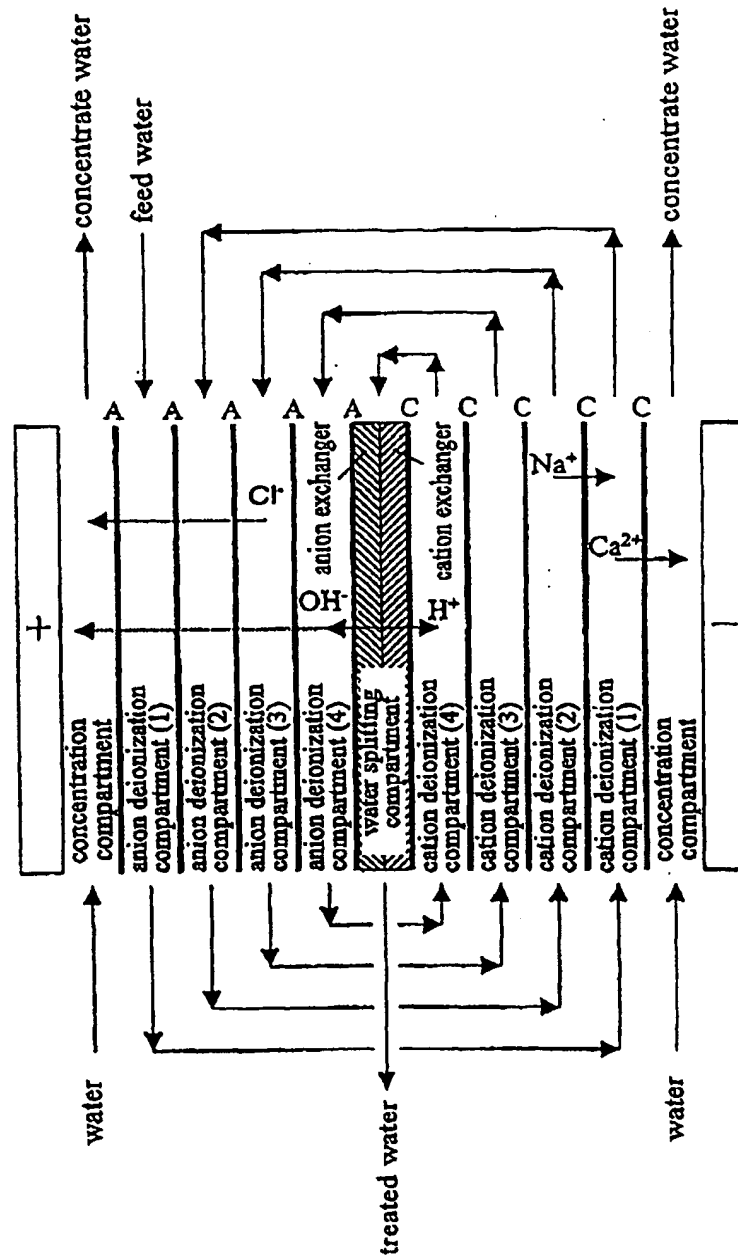 concentrate water
feed water
concentrate water
A
A
A
A
A
C
C
C
C
C
+
Cl-
anion exchanger
cation exchanger
OH-
H+
Na+
Ca2+
−
concentration
compartment
anion deionization
compartment (1)
anion deionization
compartment (2)
anion deionization
compartment (3)
anion deionization
compartment (4)
water splitting
compartment
cation deionization
compartment (4)
cation deionization
compartment (3)
cation deionization
compartment (2)
cation deionization
compartment (1)
concentration
compartment
water
treated water
water